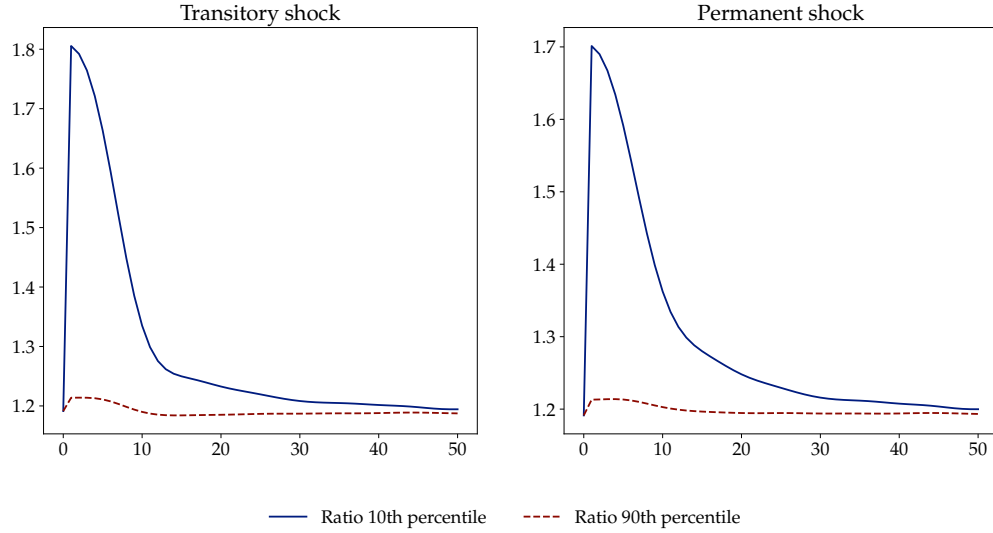 Transitory shock
1.8
1.7
1.6
1.5
1.4
1.3
1.2
0 10 20 30 40 50
Permanent shock
1.7
1.6
1.5
1.4
1.3
1.2
0 10 20 30 40 50
Ratio 10th percentile
Ratio 90th percentile